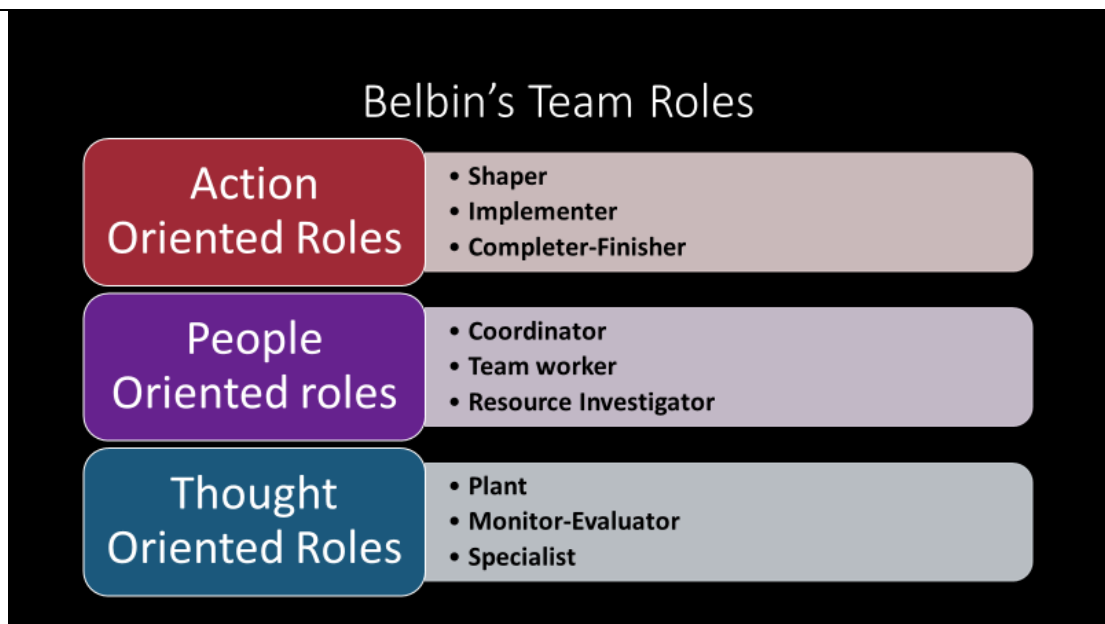 Belbin’s Team Roles
Action
Oriented Roles
• Shaper
• Implementer
• Completer-Finisher
People
Oriented roles
• Coordinator
• Team worker
• Resource Investigator
Thought
Oriented Roles
• Plant
• Monitor-Evaluator
• Specialist